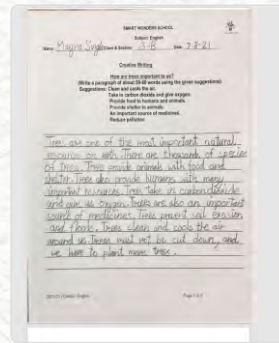 SMART WONDERS SCHOOL
Subject: English
Name: Mayra Singh Class & Section: 3-B Date: 7-8-21
Creative Writing
How are trees important to us?
(Write a paragraph of about 50-60 words using the given suggestions)
Suggestions: Clean and cools the air.
Take in carbon dioxide and give oxygen.
Provide food to humans and animals.
Provide shelter to animals.
An important source of medicines.
Reduce pollution
Trees are one of the most important natural
resource on earth. There are thousands of species
of Trees. Trees provide animals with food and
shelter. Trees also provide humans with many
important resources. Trees take in carbondioxide
and give us oxygen. Trees are also an important
source of medicines. Trees prevent soil erosion
and floods. Trees clean and cools the air
around us. Trees must not be cut down, and
we have to plant more trees.
Page 1 of 1